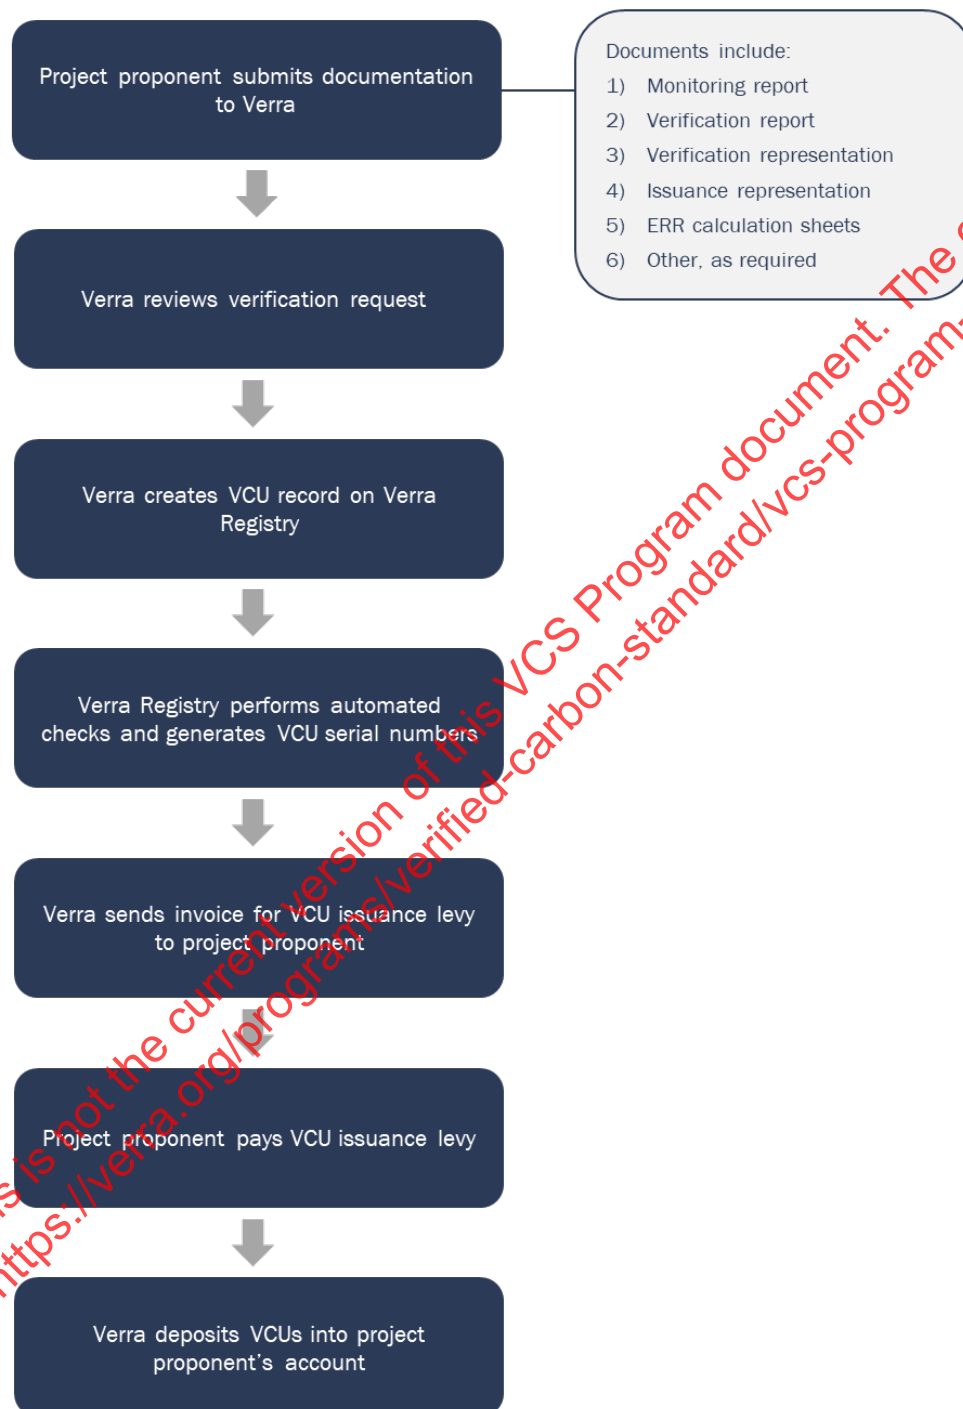 Project proponent submits documentation
to Verra
Documents include:
1) Monitoring report
2) Verification report
3) Verification representation
4) Issuance representation
5) ERR calculation sheets
6) Other, as required
Verra reviews verification request
Verra creates VCU record on Verra
Registry
Verra Registry performs automated
checks and generates VCU serial numbers
Verra sends invoice for VCU issuance levy
to project proponent
Project proponent pays VCU issuance levy
Verra deposits VCUs into project
proponent's account
is not the current version of this VCS Program document. The
https://verra.org/programs/verified-carbon-standard/vcs-program-